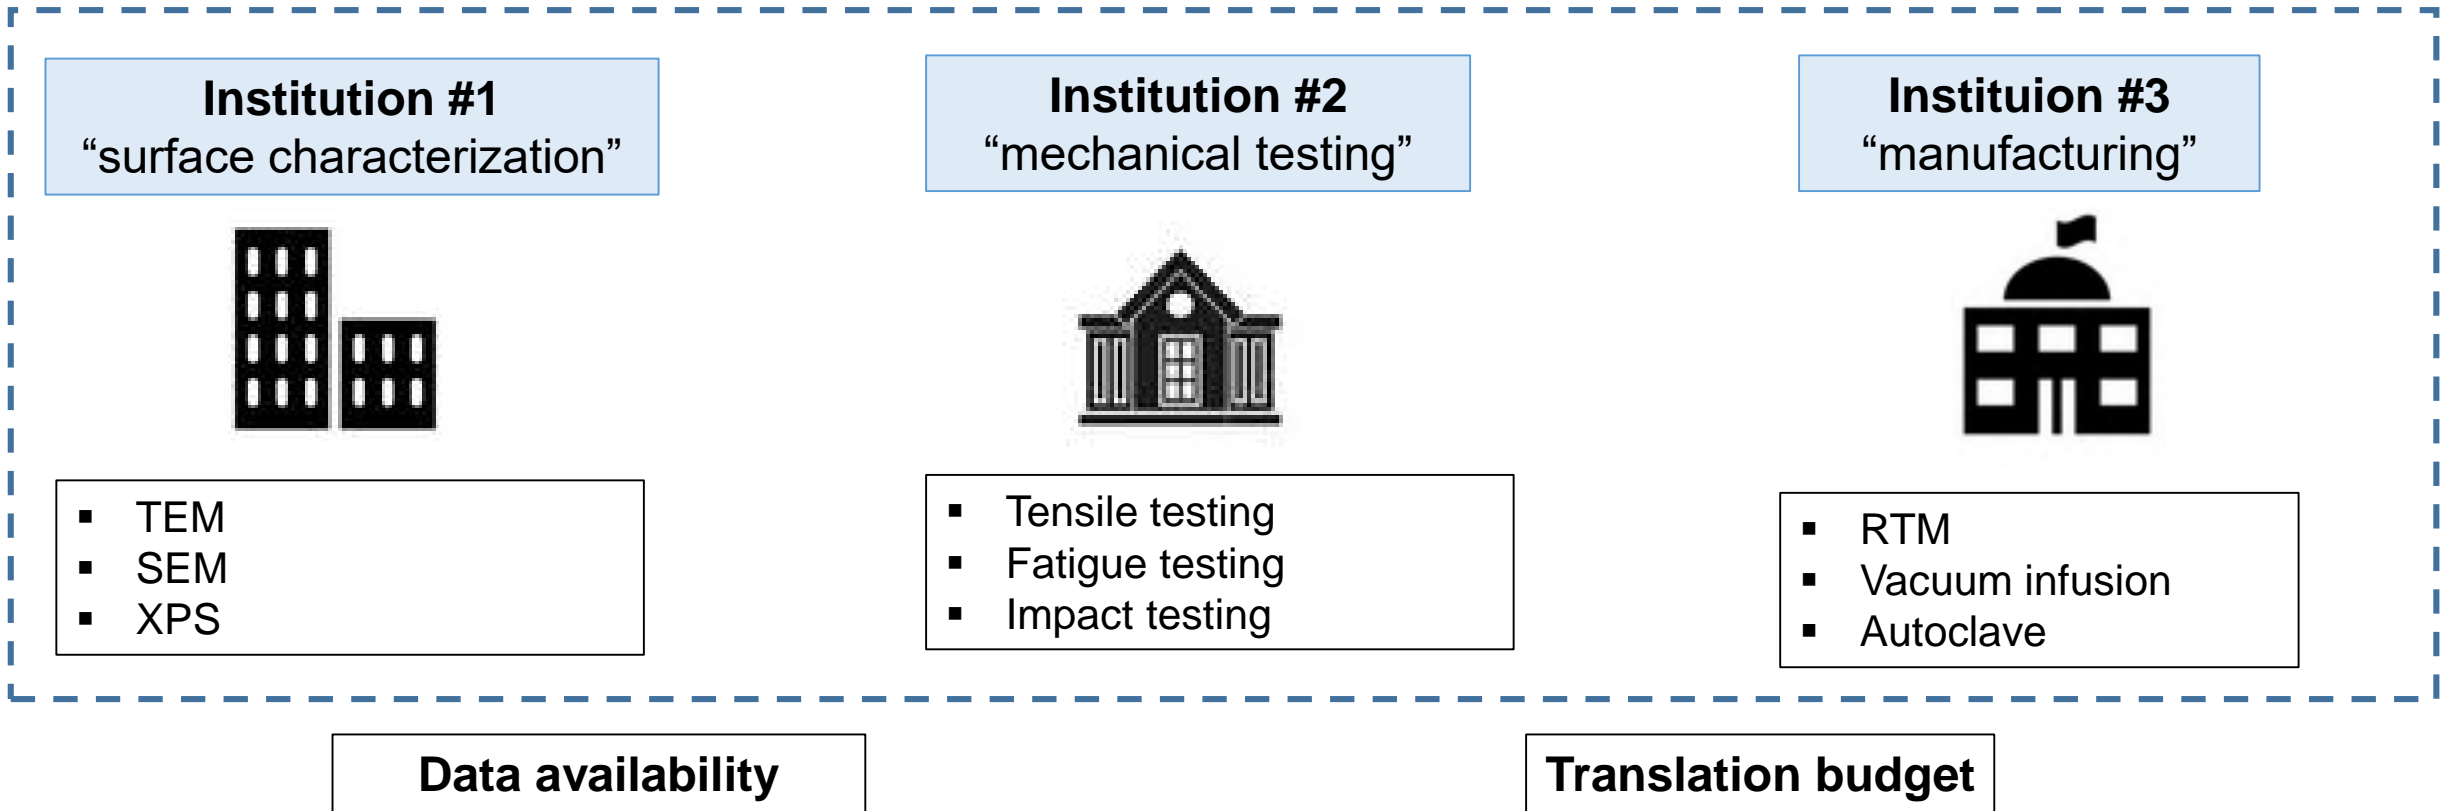 Institution #1
“surface characterization”
Institution #2
“mechanical testing”
Instituion #3
“manufacturing”
▪ TEM
▪ SEM
▪ XPS
▪ Tensile testing
▪ Fatigue testing
▪ Impact testing
▪ RTM
▪ Vacuum infusion
▪ Autoclave
Data availability
Translation budget